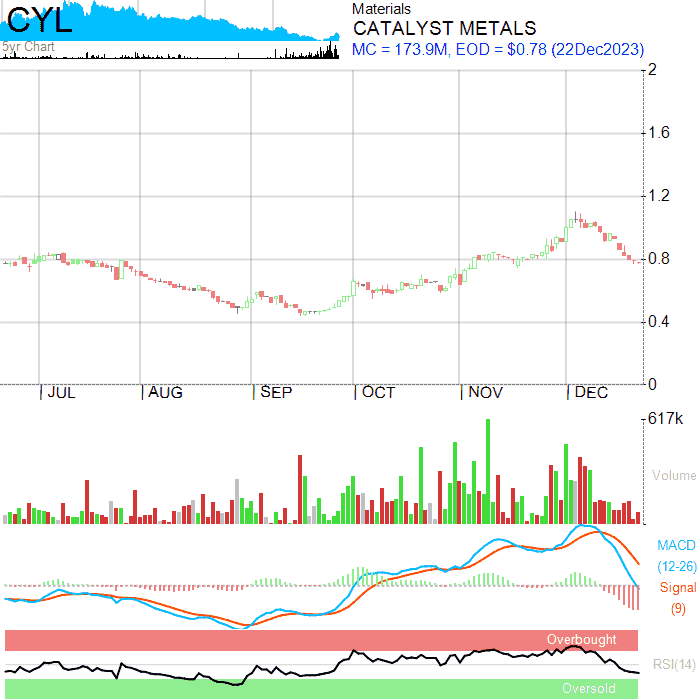 CYL
5yr Chart
Materials
CATALYST METALS
MC = 173.9M, EOD = $0.78 (22Dec2023)
2
1.6
1.2
0.8
0.4
0
JUL AUG SEP OCT NOV DEC
617k
Volume
MACD
(12-26)
Signal
(9)
Overbought
RSI(14)
Oversold